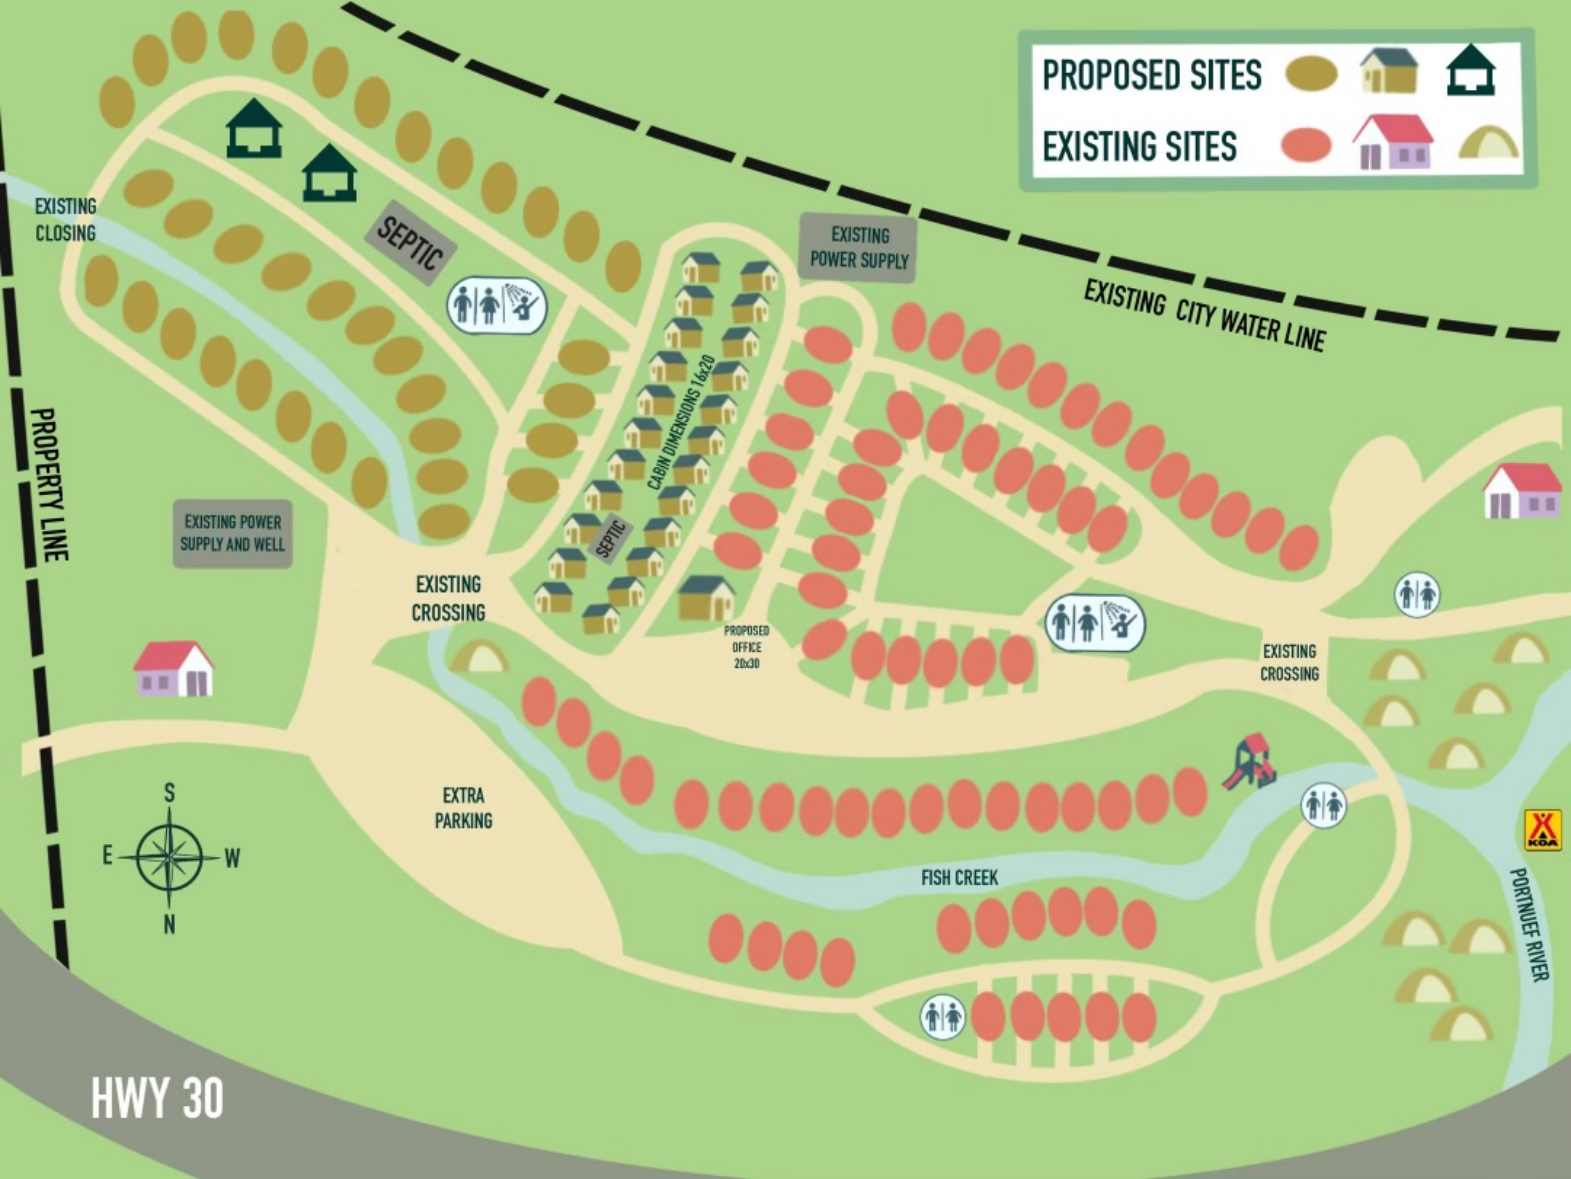 PROPOSED SITES
EXISTING SITES
EXISTING
CLOSING
SEPTIC
EXISTING
POWER SUPPLY
EXISTING CITY WATER LINE
CABIN DIMENSIONS 16x20
PROPERTY LINE
EXISTING POWER
SUPPLY AND WELL
SEPTIC
EXISTING
CROSSING
PROPOSED
OFFICE
20x30
EXISTING
CROSSING
EXTRA
PARKING
S
E
W
N
FISH CREEK
KOA
PORTNUEF RIVER
HWY 30